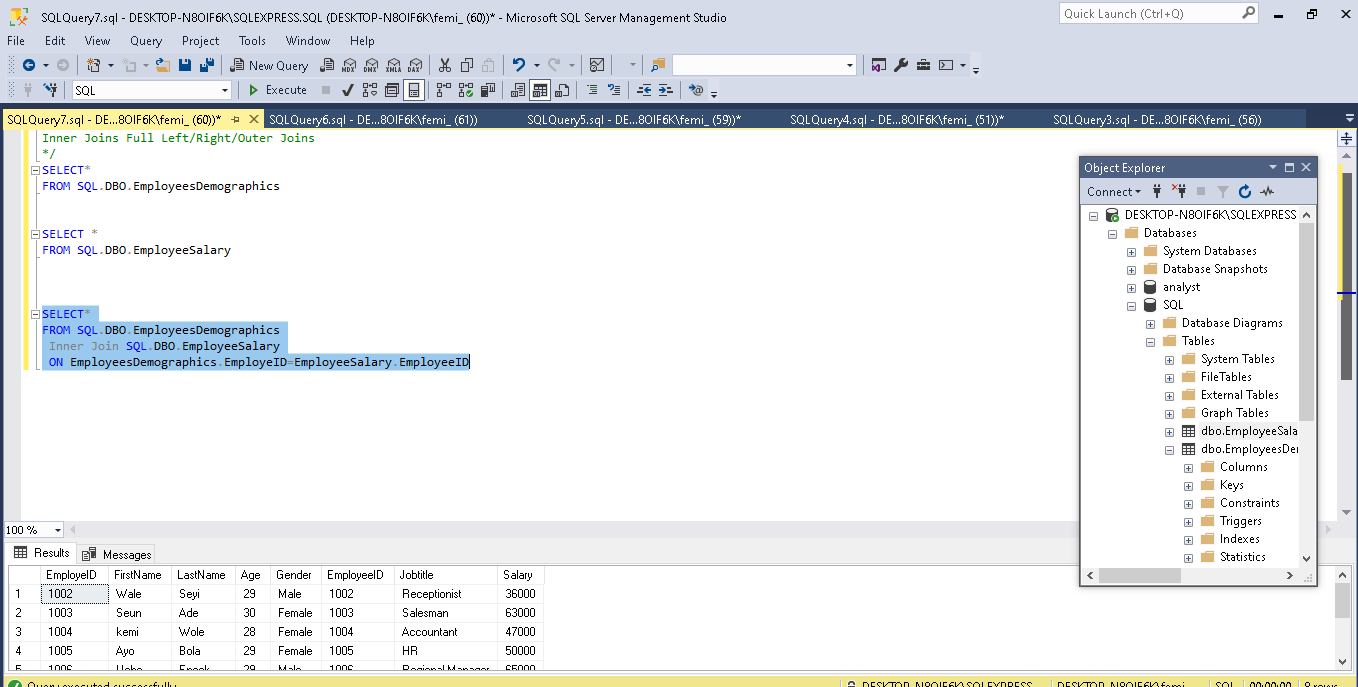 SQLQuery7.sql - DESKTOP-N8OIF6K\SQLEXPRESS.SQL (DESKTOP-N8OIF6K\femi_ (60))* - Microsoft SQL Server Management Studio
Quick Launch (Ctrl+Q)
File Edit View Query Project Tools Window Help
New Query MDX DMX XMLA DAX
SQL Execute
SQLQuery7.sql - DE...8OIF6K\femi_ (60))* SQLQuery6.sql - DE...8OIF6K\femi_ (61)) SQLQuery5.sql - DE...8OIF6K\femi_ (59))* SQLQuery4.sql - DE...8OIF6K\femi_ (51))* SQLQuery3.sql - DE...8OIF6K\femi_ (56))
Inner Joins Full Left/Right/Outer Joins
*/
SELECT*
FROM SQL.DBO.EmployeesDemographics
SELECT *
FROM SQL.DBO.EmployeeSalary
SELECT*
FROM SQL.DBO.EmployeesDemographics
Inner Join SQL.DBO.EmployeeSalary
ON EmployeesDemographics.EmployeID=EmployeeSalary.EmployeeID
Object Explorer
Connect
DESKTOP-N8OIF6K\SQLEXPRESS
Databases
System Databases
Database Snapshots
analyst
SQL
Database Diagrams
Tables
System Tables
FileTables
External Tables
Graph Tables
dbo.EmployeeSala
dbo.EmployeesDe
Columns
Keys
Constraints
Triggers
Indexes
Statistics
100 %
Results Messages
EmployeID FirstName LastName Age Gender EmployeeID Jobtitle Salary
1 1002 Wale Seyi 29 Male 1002 Receptionist 36000
2 1003 Seun Ade 30 Female 1003 Salesman 63000
3 1004 kemi Wole 28 Female 1004 Accountant 47000
4 1005 Ayo Bola 29 Female 1005 HR 50000
5 1006 Enock 29 Male 1006 Regional Manager 65000
Query executed successfully. DESKTOP-N8OIF6K\SQLEXPRESS DESKTOP-N8OIF6K\femi_ SQL 00:00:00 8 rows